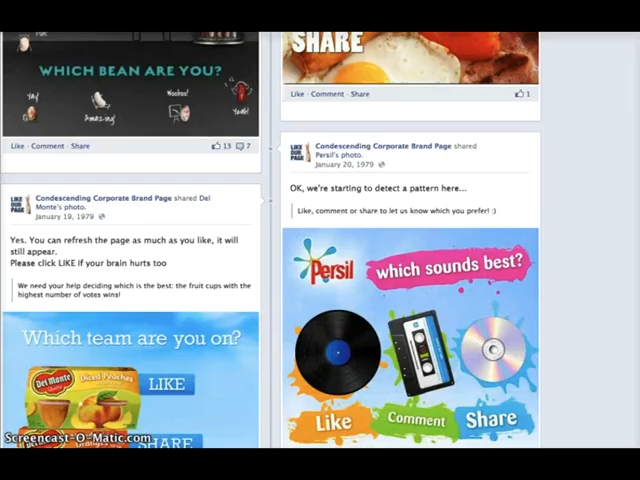 WHICH BEAN ARE YOU?
Yay!
Amazing!
Woohoo!
Yeah!
Like · Comment · Share
13
7
Condescending Corporate Brand Page shared Del
Monte's photo.
January 19, 1979
LIKE
OUR
PAGE
Yes. You can refresh the page as much as you like, it will
still appear.
Please click LIKE if your brain hurts too
We need your help deciding which is the best: the fruit cups with the
highest number of votes wins!
Which team are you on?
Del Monte
Diced Peaches
LIKE
SHARE
Screencast-O-Matic.com
SHARE
Like · Comment · Share
1
LIKE
OUR
PAGE
Condescending Corporate Brand Page shared
Persil's photo.
January 20, 1979
OK, we're starting to detect a pattern here...
Like, comment or share to let us know which you prefer! :)
Persil
which sounds best?
Like
Comment
Share